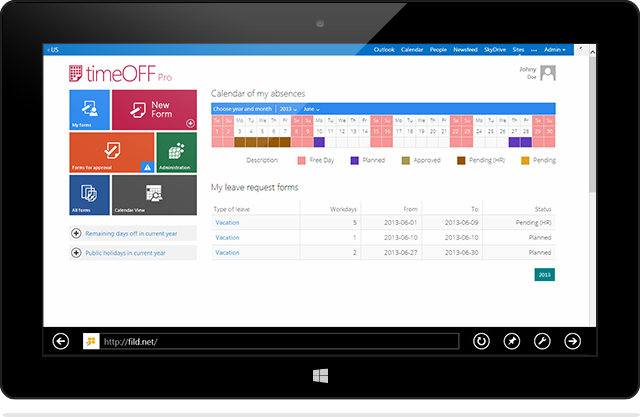 ‹ US
Outlook Calendar People Newsfeed SkyDrive Sites ••• Admin
timeOFF Pro
Johny
Doe
My forms
New
Form
Forms for approval
Administration
All forms
Calendar View
Remaining days off in current year
Public holidays in current year
Calendar of my absences
Choose year and month 2013 June
Sa Su Mo Tu We Th Fr Sa Su Mo Tu We Th Fr Sa Su Mo Tu We Th Fr Sa Su Mo Tu We Th Fr Sa Su
1 2 3 4 5 6 7 8 9 10 11 12 13 14 15 16 17 18 19 20 21 22 23 24 25 26 27 28 29 30
Description: Free Day Planned Approved Pending (HR) Pending
My leave request forms
Type of leave Workdays From To Status
Vacation 5 2013-06-01 2013-06-09 Pending (HR)
Vacation 1 2013-06-10 2013-06-10 Planned
Vacation 2 2013-06-27 2013-06-30 Planned
2013
http://fild.net/